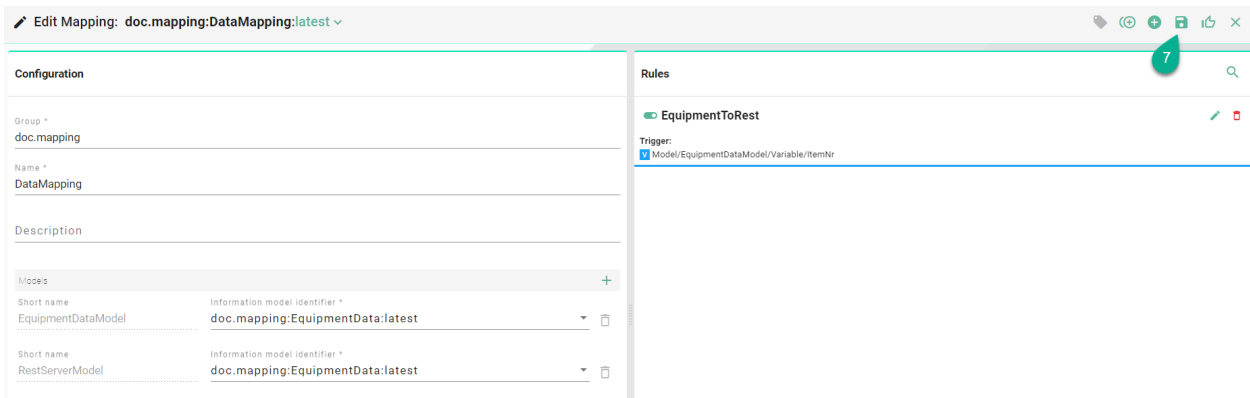 Edit Mapping: doc.mapping:DataMapping:latest
7
Configuration
Group *
doc.mapping
Name *
DataMapping
Description
Models
Short name Information model identifier *
EquipmentDataModel doc.mapping:EquipmentData:latest
Short name Information model identifier *
RestServerModel doc.mapping:EquipmentData:latest
Rules
EquipmentToRest
Trigger:
V Model/EquipmentDataModel/Variable/ItemNr